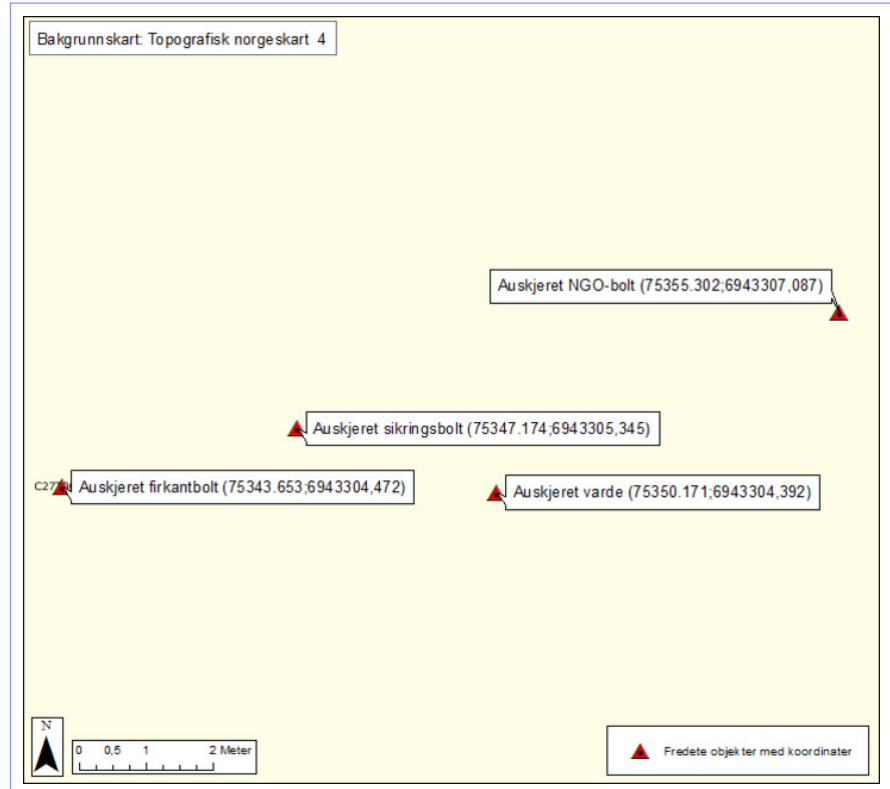 Bakgrunnskart: Topografisk norgeskart 4
Auskjeret NGO-bolt (75355.302;6943307,087)
Auskjeret sikringsbolt (75347.174;6943305,345)
Auskjeret firkantbolt (75343.653;6943304,472)
Auskjeret varde (75350.171;6943304,392)
N
0 0,5 1 2 Meter
Fredete objekter med koordinater